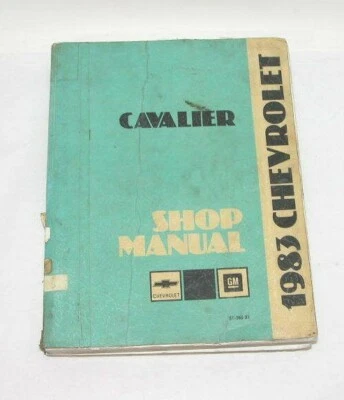 CAVALIER
SHOP
MANUAL
CHEVROLET
GM
1983 CHEVROLET